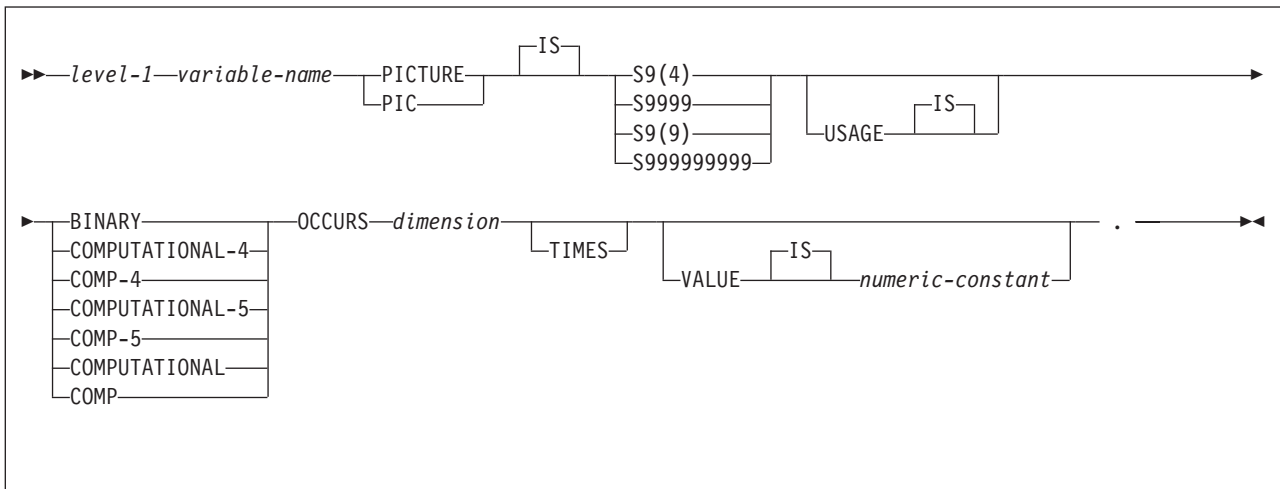 IS
level-1 variable-name PICTURE S9(4)
PIC S9999 IS
S9(9) USAGE
S999999999
BINARY OCCURS dimension .
COMPUTATIONAL-4 TIMES IS
COMP-4 VALUE numeric-constant
COMPUTATIONAL-5
COMP-5
COMPUTATIONAL
COMP